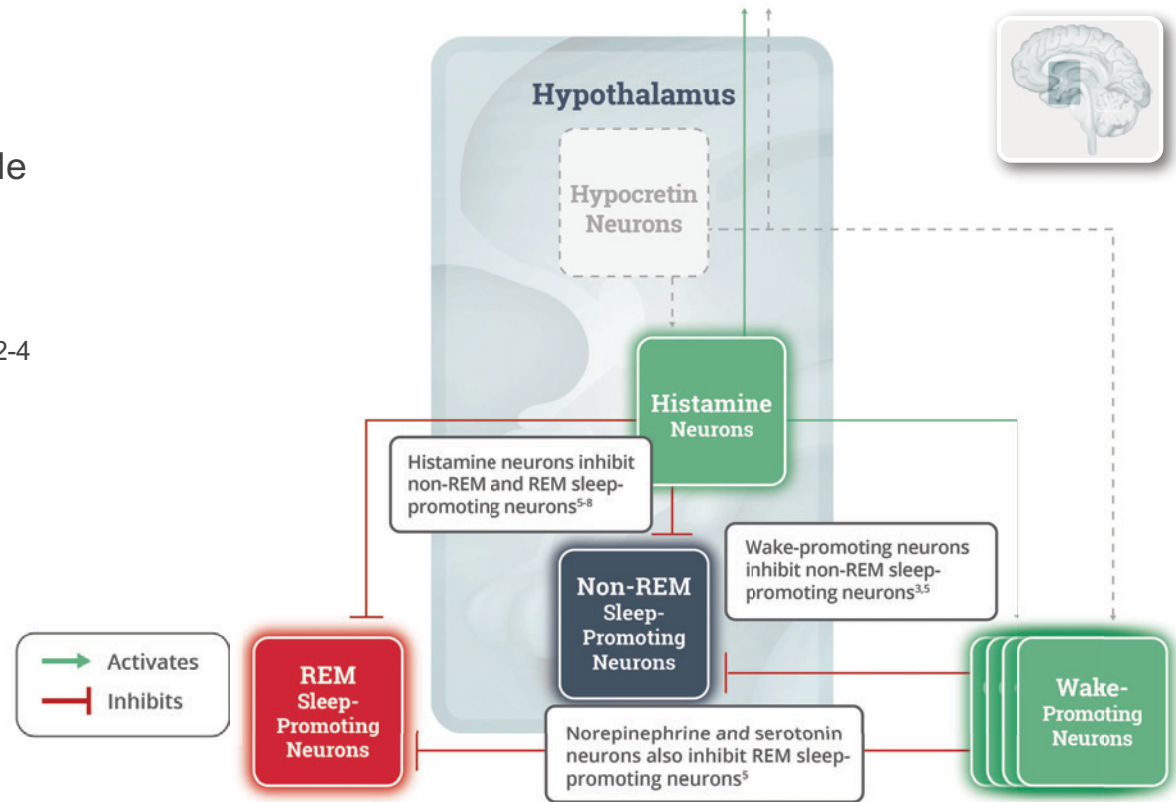 Hypothalamus
le
Hypocretin
Neurons
2-4
Histamine
Neurons
Histamine neurons inhibit
non-REM and REM sleep-
promoting neurons5-8
Wake-promoting neurons
inhibit non-REM sleep-
promoting neurons3,5
Non-REM
Sleep-
Promoting
Neurons
Activates
Inhibits
REM
Sleep-
Promoting
Neurons
Wake-
Promoting
Neurons
Norepinephrine and serotonin
neurons also inhibit REM sleep-
promoting neurons5